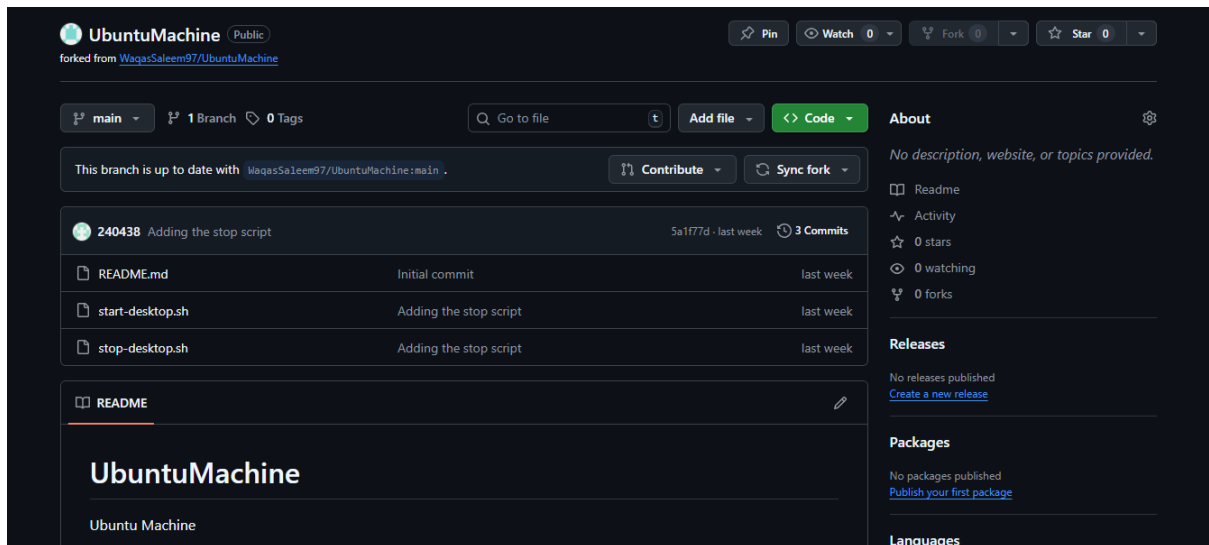 UbuntuMachine Public
Pin Watch 0 Fork 0 Star 0
forked from WaqasSaleem97/UbuntuMachine
main 1 Branch 0 Tags Go to file t Add file Code
This branch is up to date with WaqasSaleem97/UbuntuMachine:main . Contribute Sync fork
240438 Adding the stop script 5a1f77d · last week 3 Commits
README.md Initial commit last week
start-desktop.sh Adding the stop script last week
stop-desktop.sh Adding the stop script last week
README
UbuntuMachine
Ubuntu Machine
About
No description, website, or topics provided.
Readme
Activity
0 stars
0 watching
0 forks
Releases
No releases published
Create a new release
Packages
No packages published
Publish your first package
Languages